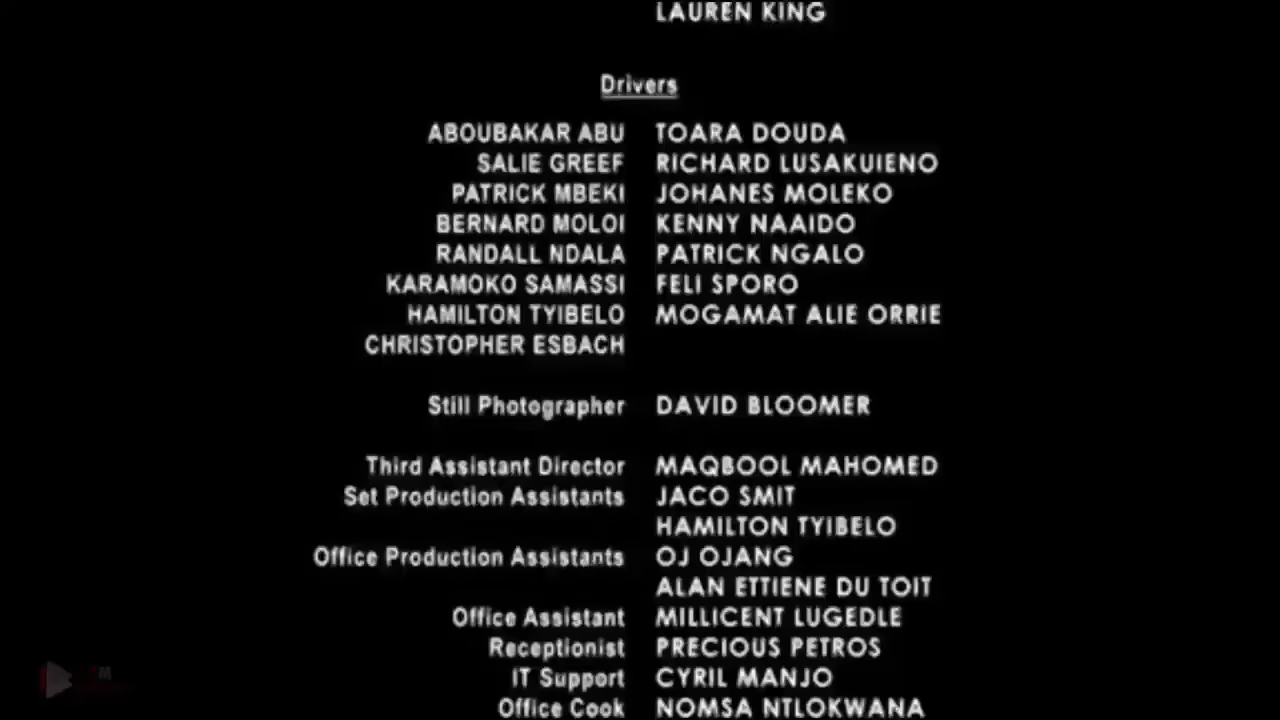 LAUREN KING
Drivers
ABOUBAKAR ABU TOARA DOUDA
SALIE GREEF RICHARD LUSAKUIENO
PATRICK MBEKI JOHANES MOLEKO
BERNARD MOLOI KENNY NAAIDO
RANDALL NDALA PATRICK NGALO
KARAMOKO SAMASSI FELI SPORO
HAMILTON TYIBELO MOGAMAT ALIE ORRIE
CHRISTOPHER ESBACH
Still Photographer DAVID BLOOMER
Third Assistant Director MAQBOOL MAHOMED
Set Production Assistants JACO SMIT
HAMILTON TYIBELO
Office Production Assistants OJ OJANG
ALAN ETTIENE DU TOIT
Office Assistant MILLICENT LUGEDLE
Receptionist PRECIOUS PETROS
IT Support CYRIL MANJO
Office Cook NOMSA NTLOKWANA